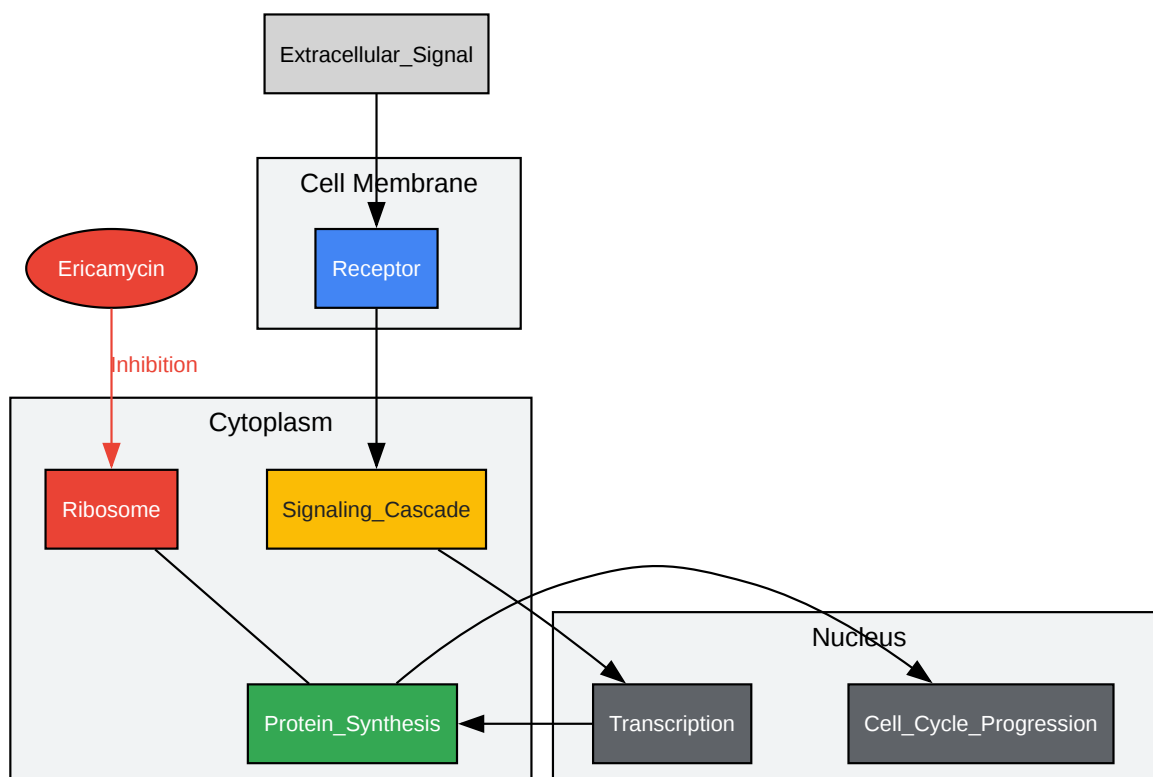 Extracellular_Signal
Cell Membrane
Ericamycin
Receptor
Inhibition
Cytoplasm
Ribosome
Signaling_Cascade
Nucleus
Protein_Synthesis
Transcription
Cell_Cycle_Progression